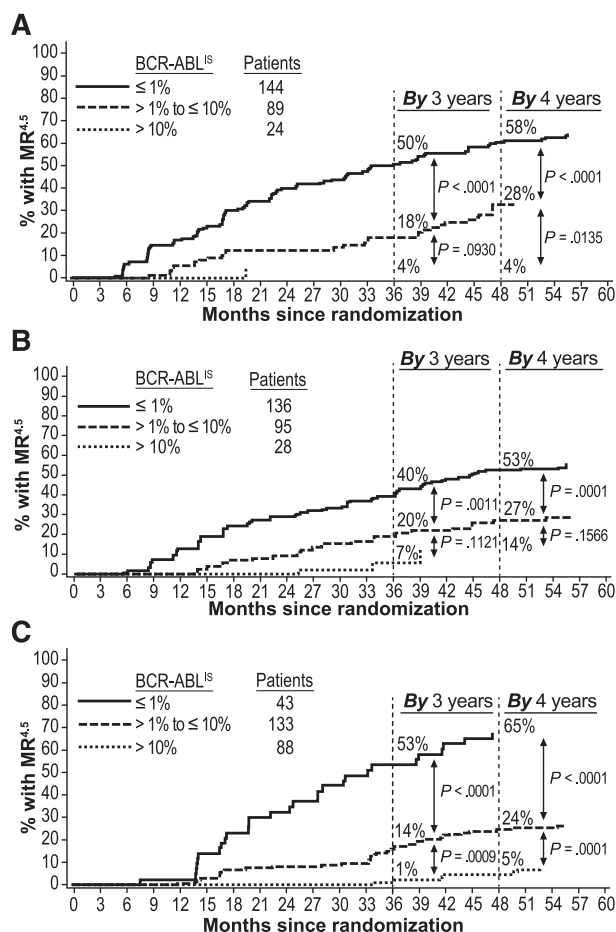 A
100
90
80
70
60
50
40
30
20
10
0
% with MR4.5
BCR-ABLIS Patients
≤ 1% 144
> 1% to ≤ 10% 89
> 10% 24
By 3 years By 4 years
50% 58%
P < .0001 P < .0001
18% 28%
P = .0930 P = .0135
4% 4%
0 3 6 9 12 15 18 21 24 27 30 33 36 39 42 45 48 51 54 57 60
Months since randomization
B
100
90
80
70
60
50
40
30
20
10
0
% with MR4.5
BCR-ABLIS Patients
≤ 1% 136
> 1% to ≤ 10% 95
> 10% 28
By 3 years By 4 years
40% 53%
P = .0011 P = .0001
20% 27%
P = .1121 P = .1566
7% 14%
0 3 6 9 12 15 18 21 24 27 30 33 36 39 42 45 48 51 54 57 60
Months since randomization
C
100
90
80
70
60
50
40
30
20
10
0
% with MR4.5
BCR-ABLIS Patients
≤ 1% 43
> 1% to ≤ 10% 133
> 10% 88
By 3 years By 4 years
53% 65%
P < .0001 P < .0001
14% 24%
P = .0009 P = .0001
1% 5%
0 3 6 9 12 15 18 21 24 27 30 33 36 39 42 45 48 51 54 57 60
Months since randomization